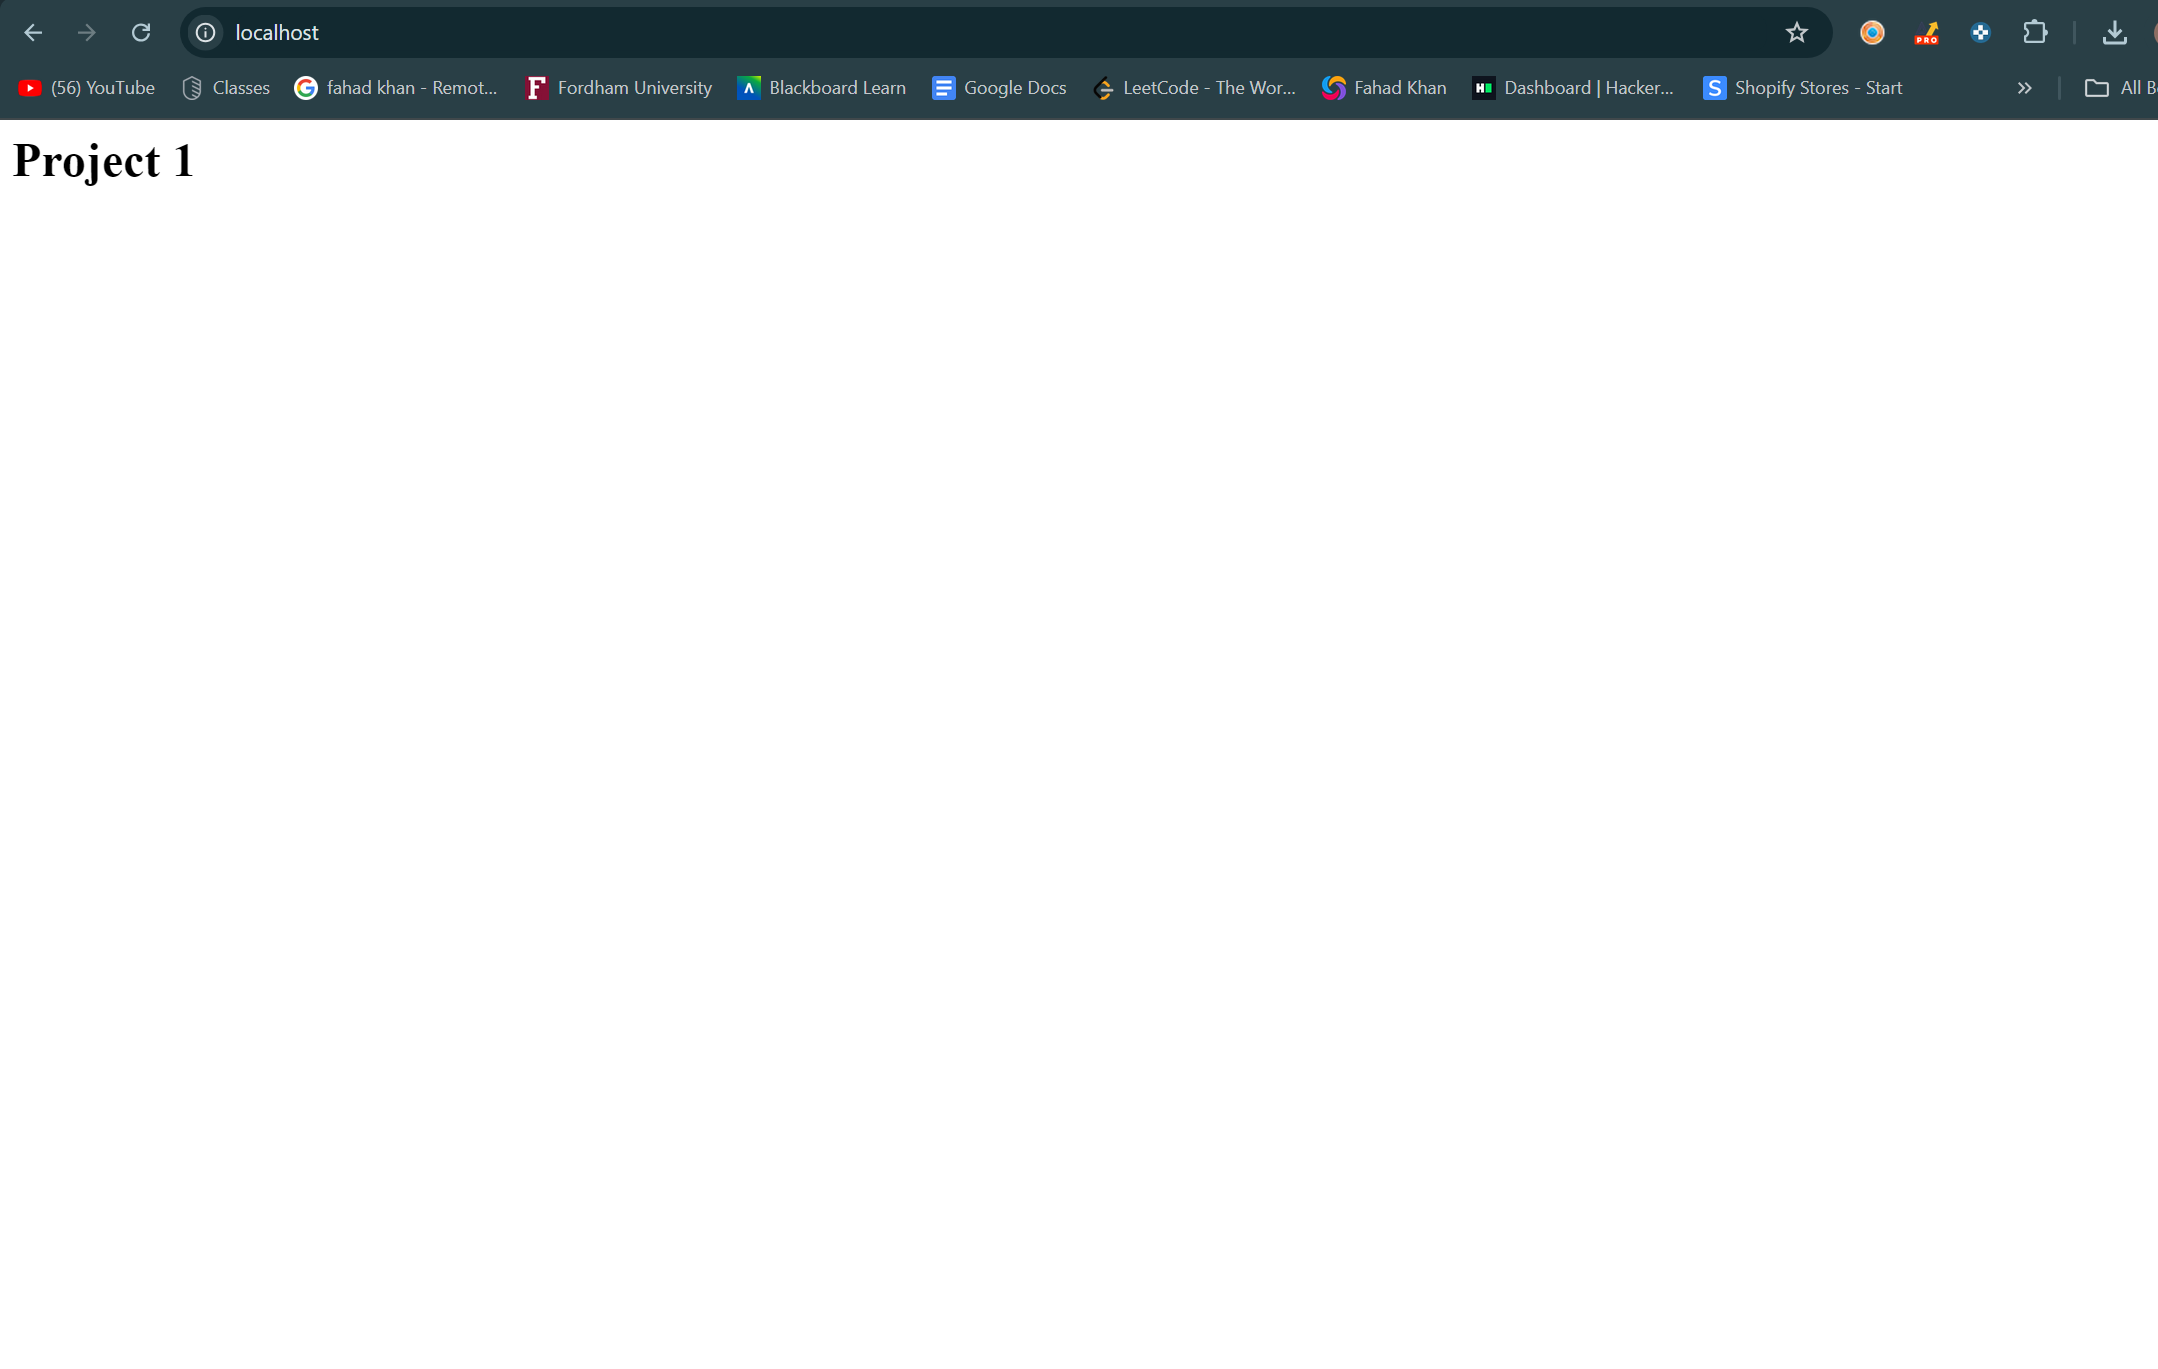 localhost
(56) YouTube Classes fahad khan - Remot... Fordham University Blackboard Learn Google Docs LeetCode - The Wor... Fahad Khan Dashboard | Hacker... Shopify Stores - Start » All B
Project 1